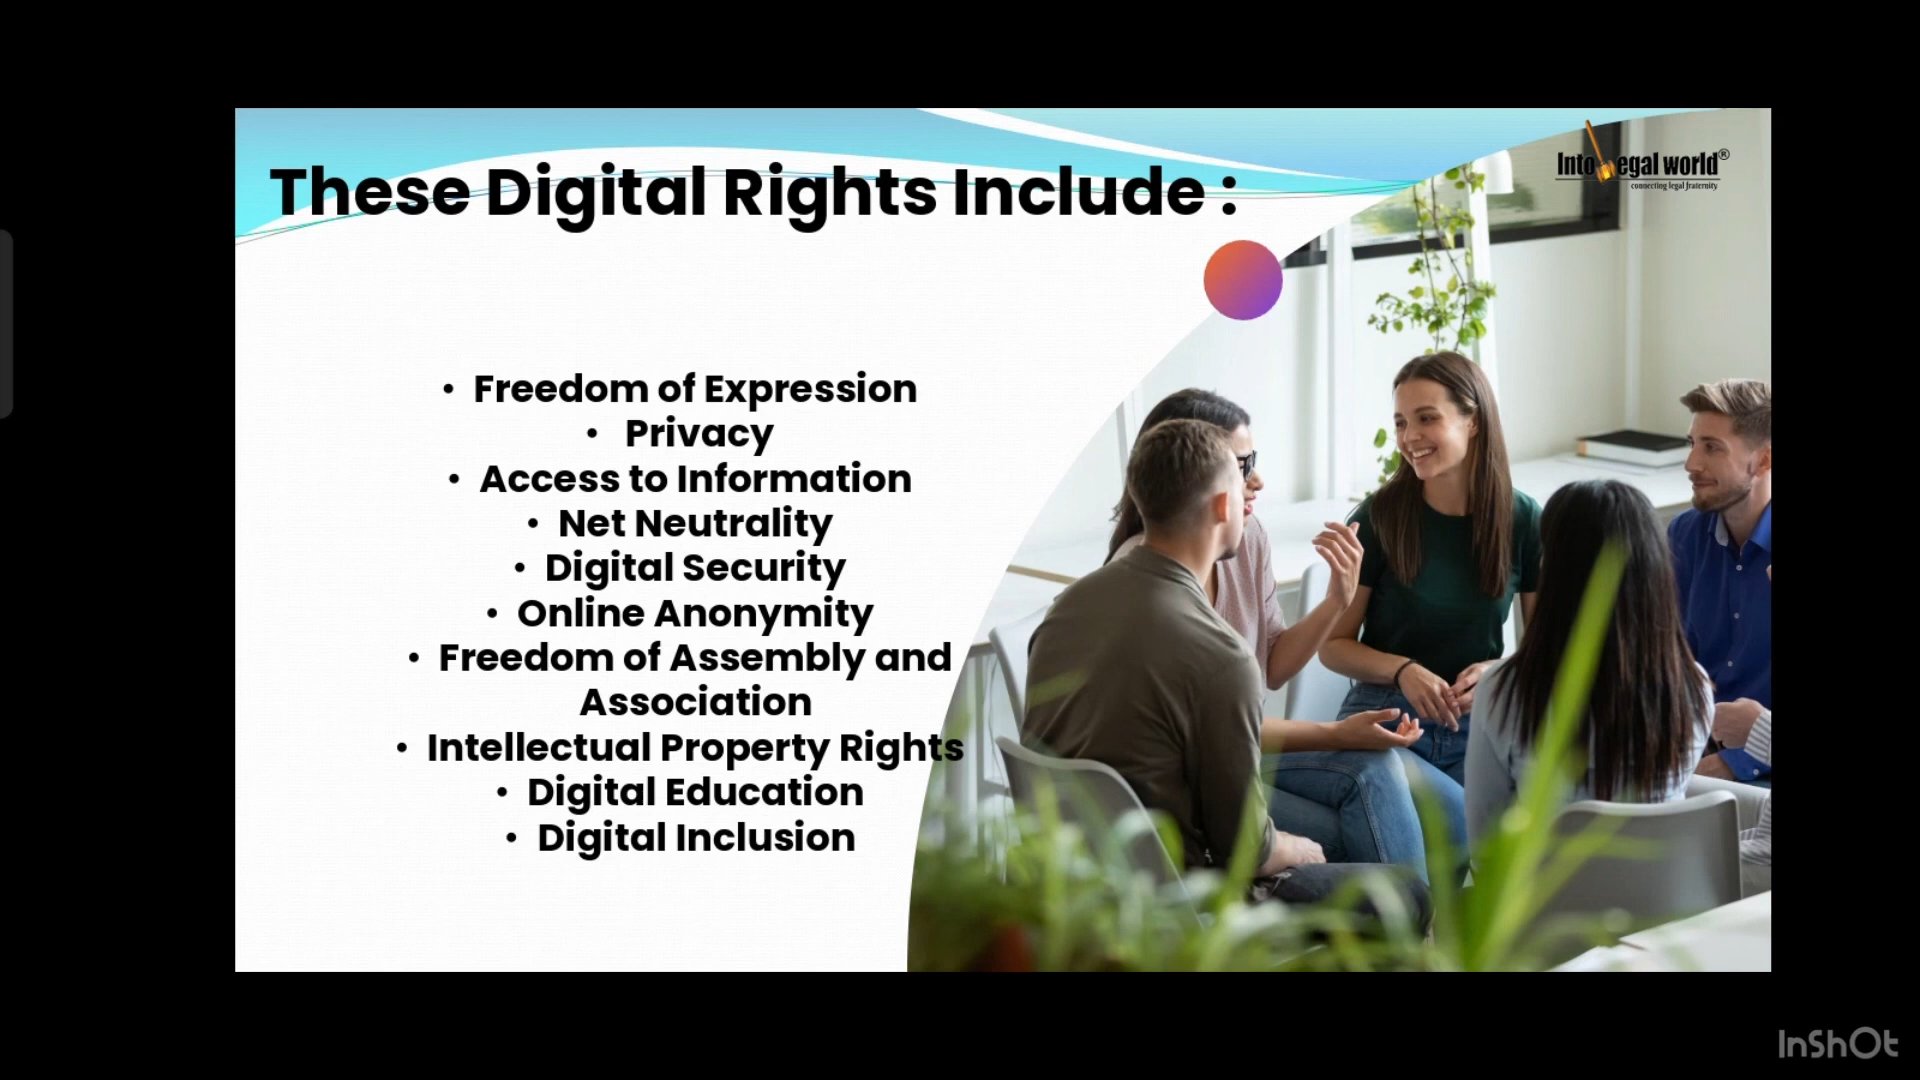 These Digital Rights Include :
Into Legal world®
connecting legal fraternity
• Freedom of Expression
• Privacy
• Access to Information
• Net Neutrality
• Digital Security
• Online Anonymity
• Freedom of Assembly and
Association
• Intellectual Property Rights
• Digital Education
• Digital Inclusion
InShOt